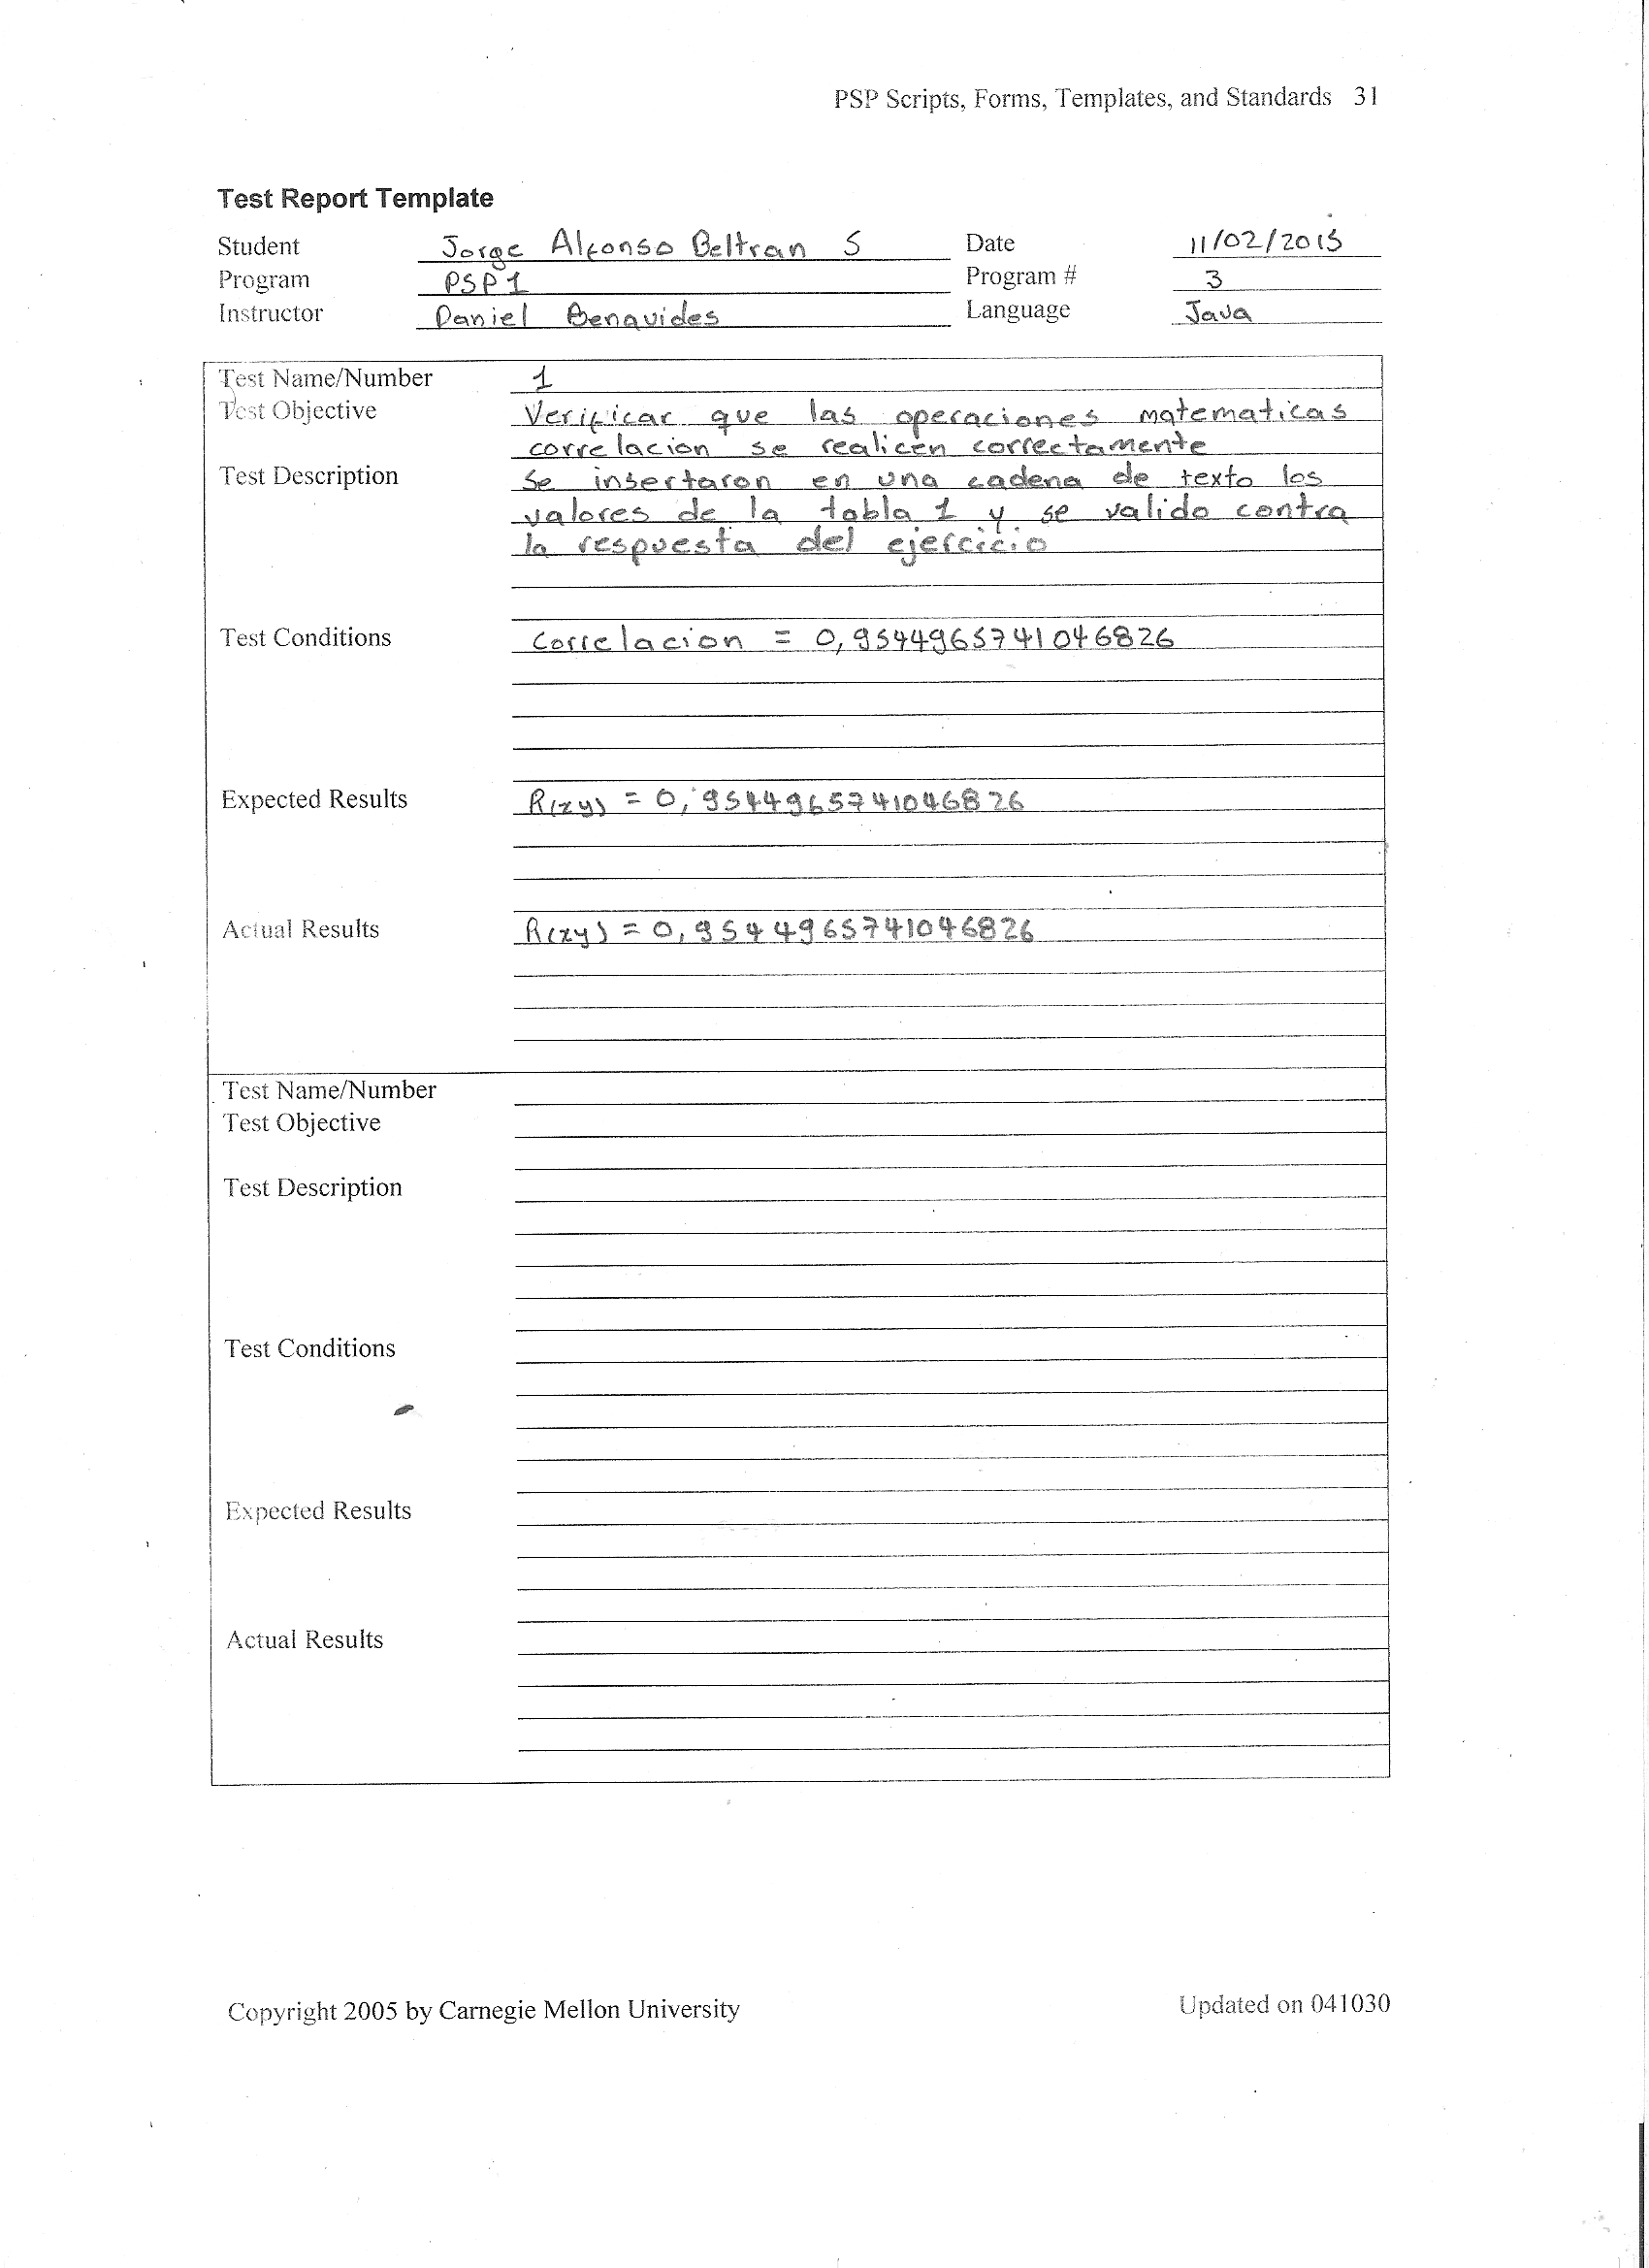 PSP Scripts, Forms, Templates, and Standards 31
Test Report Template
Student Jorge Alfonso Beltran S Date 11/02/2015
Program PSP1 Program # 3
Instructor Daniel Benavides Language Java
Test Name/Number 1
Test Objective Verificar que las operaciones matematicas
correlacion se realicen correctamente
Test Description Se insertaron en una cadena de texto los
valores de la tabla 1 y se valido contra
la respuesta del ejercicio
Test Conditions Correlacion = 0,9544965741046826
Expected Results R(xy) = 0,9544965741046826
Actual Results R(xy) = 0,9544965741046826
Test Name/Number
Test Objective
Test Description
Test Conditions
Expected Results
Actual Results
Copyright 2005 by Carnegie Mellon University Updated on 041030